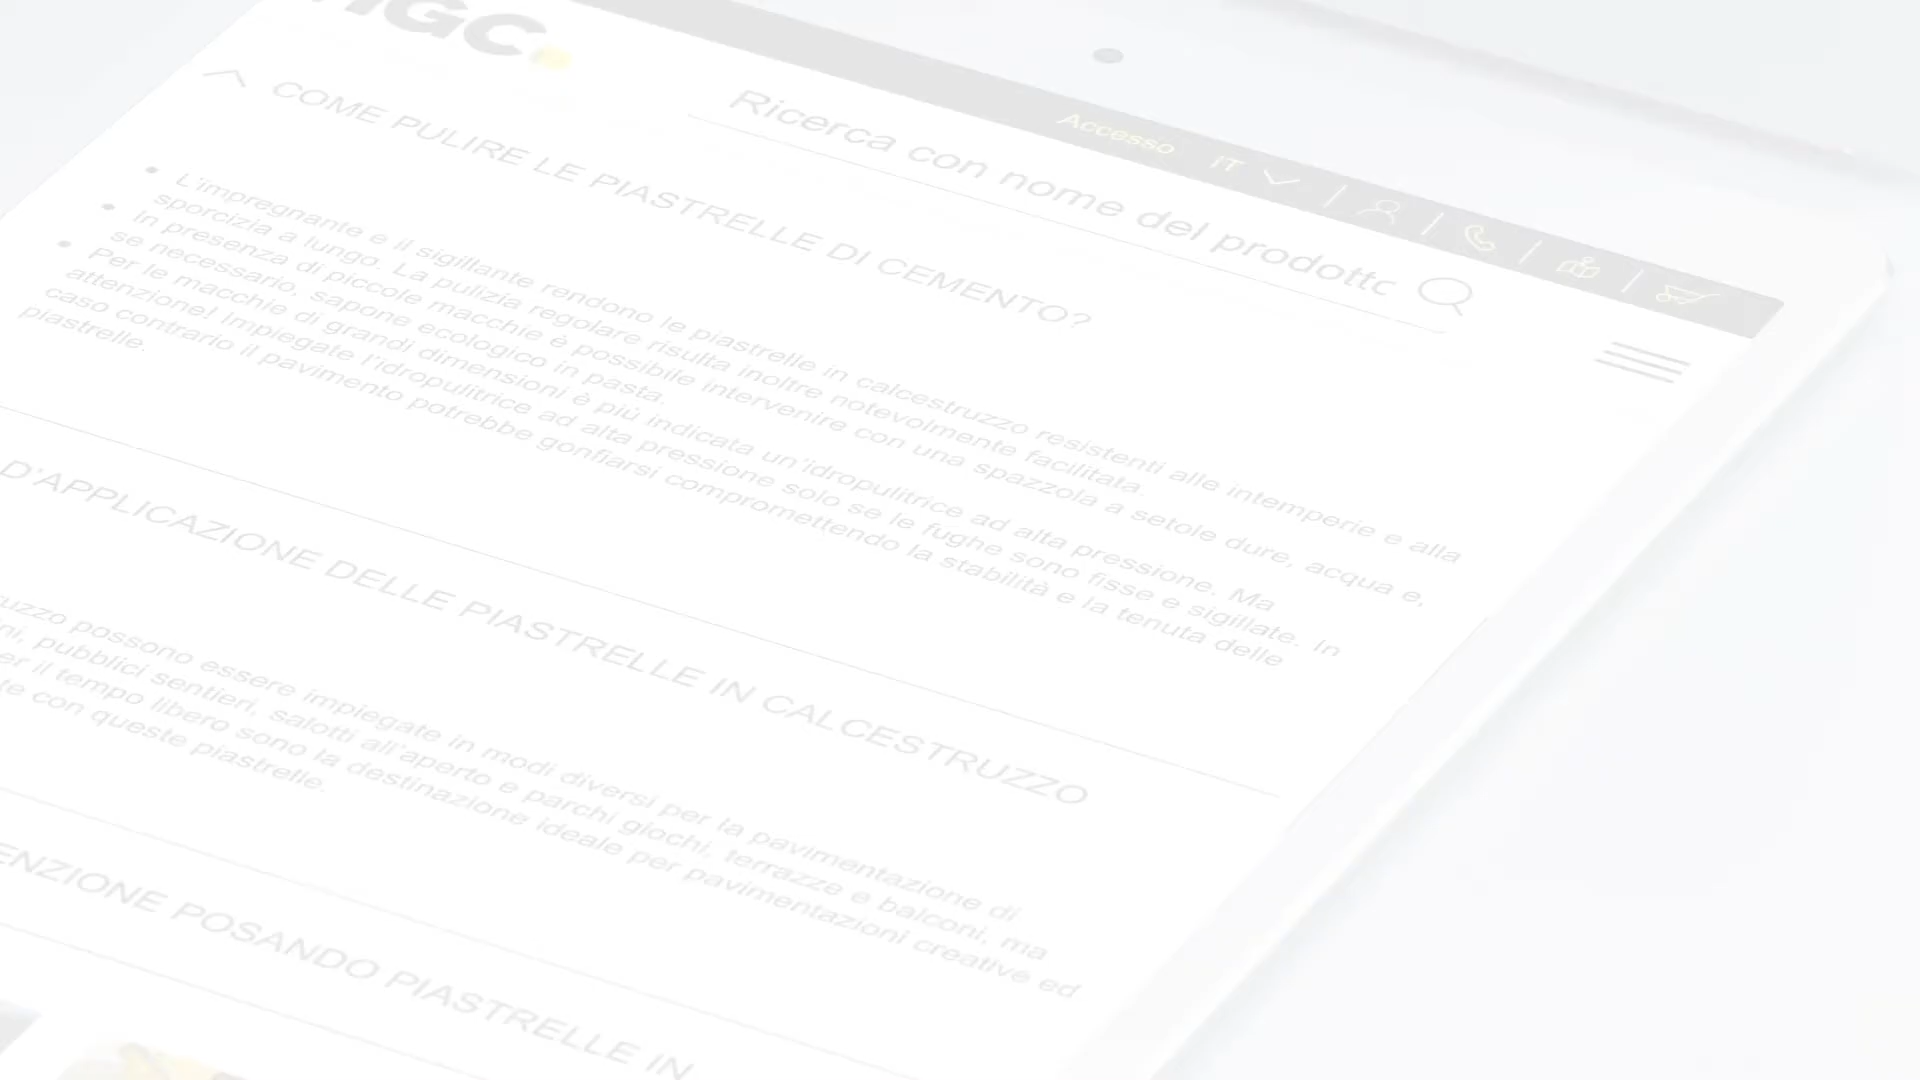 Accesso IT
Ricerca con nome del prodotto
COME PULIRE LE PIASTRELLE DI CEMENTO?
L'impregnante e il sigillante rendono le piastrelle in calcestruzzo resistenti alle intemperie e alla
sporcizia a lungo. La pulizia regolare risulta inoltre notevolmente facilitata.
In presenza di piccole macchie è possibile intervenire con una spazzola a setole dure, acqua e,
se necessario, sapone ecologico in pasta.
Per le macchie di grandi dimensioni è più indicata un'idropulitrice ad alta pressione. Ma
attenzione! Impiegate l'idropulitrice ad alta pressione solo se le fughe sono fisse e sigillate. In
caso contrario il pavimento potrebbe gonfiarsi compromettendo la stabilità e la tenuta delle
piastrelle.
D'APPLICAZIONE DELLE PIASTRELLE IN CALCESTRUZZO
possono essere impiegate in modi diversi per la pavimentazione di
pubblici sentieri, salotti all'aperto e parchi giochi, terrazze e balconi, ma
il tempo libero sono la destinazione ideale per pavimentazioni creative ed
con queste piastrelle.
POSANDO PIASTRELLE IN